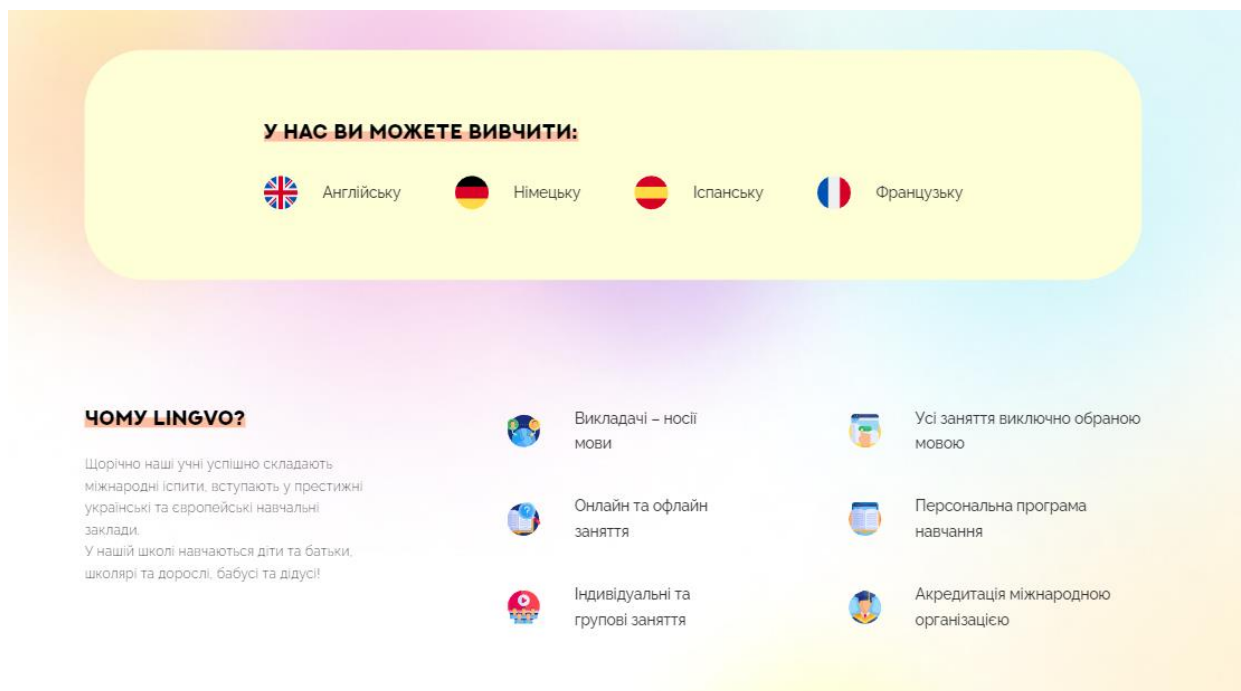 У НАС ВИ МОЖЕТЕ ВИВЧИТИ:
Англійську
Німецьку
Іспанську
Французьку
ЧОМУ LINGVO?
Щорічно наші учні успішно складають
міжнародні іспити, вступають у престижні
українські та європейські навчальні
заклади.
У нашій школі навчаються діти та батьки,
школярі та дорослі, бабусі та дідусі!
Викладачі – носії
мови
Усі заняття виключно обраною
мовою
Онлайн та офлайн
заняття
Персональна програма
навчання
Індивідуальні та
групові заняття
Акредитація міжнародною
організацією